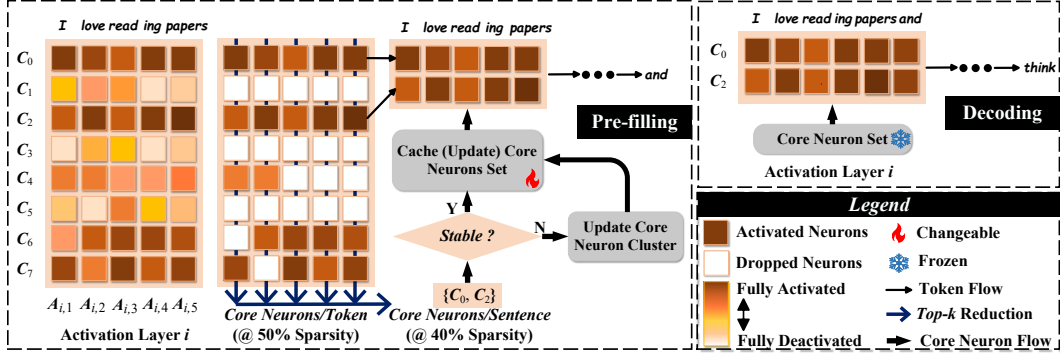 I love read ing papers
C0
C1
C2
C3
C4
C5
C6
C7
Ai,1 Ai,2 Ai,3 Ai,4 Ai,5
Activation Layer i
Core Neurons/Token
(@ 50% Sparsity)
I love read ing papers
and
Pre-filling
Cache (Update) Core
Neurons Set
Y
Stable ?
N
Update Core
Neuron Cluster
{C0, C2}
Core Neurons/Sentence
(@ 40% Sparsity)
I love read ing papers and
C0
C2
think
Decoding
Core Neuron Set
Activation Layer i
Legend
Activated Neurons
Changeable
Dropped Neurons
Frozen
Fully Activated
Token Flow
Top-k Reduction
Fully Deactivated
Core Neuron Flow